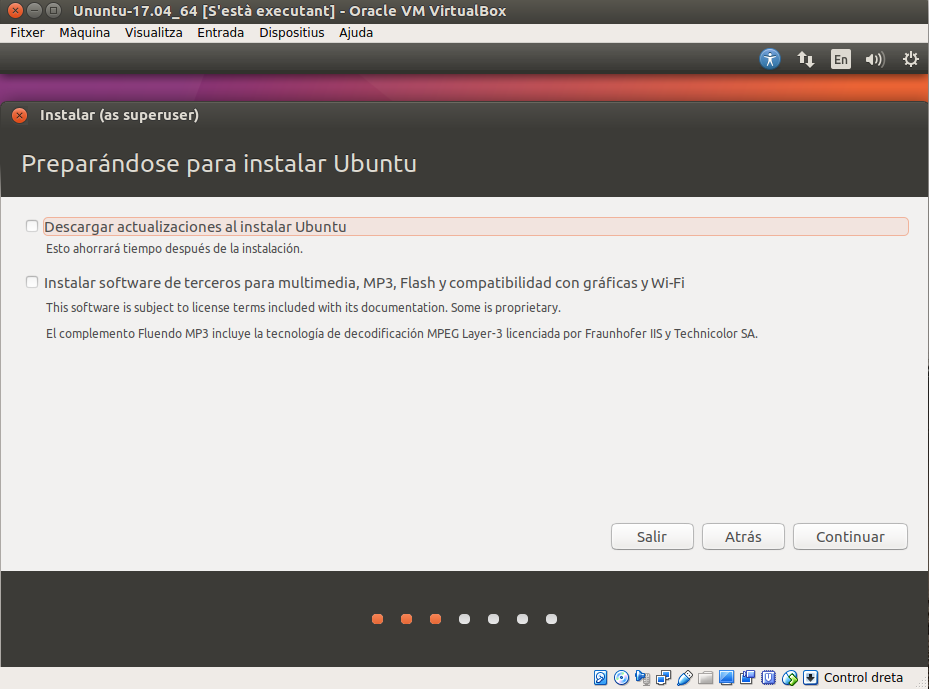 Ununtu-17.04_64 [S'està executant] - Oracle VM VirtualBox
Fitxer Màquina Visualitza Entrada Dispositius Ajuda
En
Instalar (as superuser)
Preparándose para instalar Ubuntu
Descargar actualizaciones al instalar Ubuntu
Esto ahorrará tiempo después de la instalación.
Instalar software de terceros para multimedia, MP3, Flash y compatibilidad con gráficas y Wi-Fi
This software is subject to license terms included with its documentation. Some is proprietary.
El complemento Fluendo MP3 incluye la tecnología de decodificación MPEG Layer-3 licenciada por Fraunhofer IIS y Technicolor SA.
Salir Atrás Continuar
Control dreta